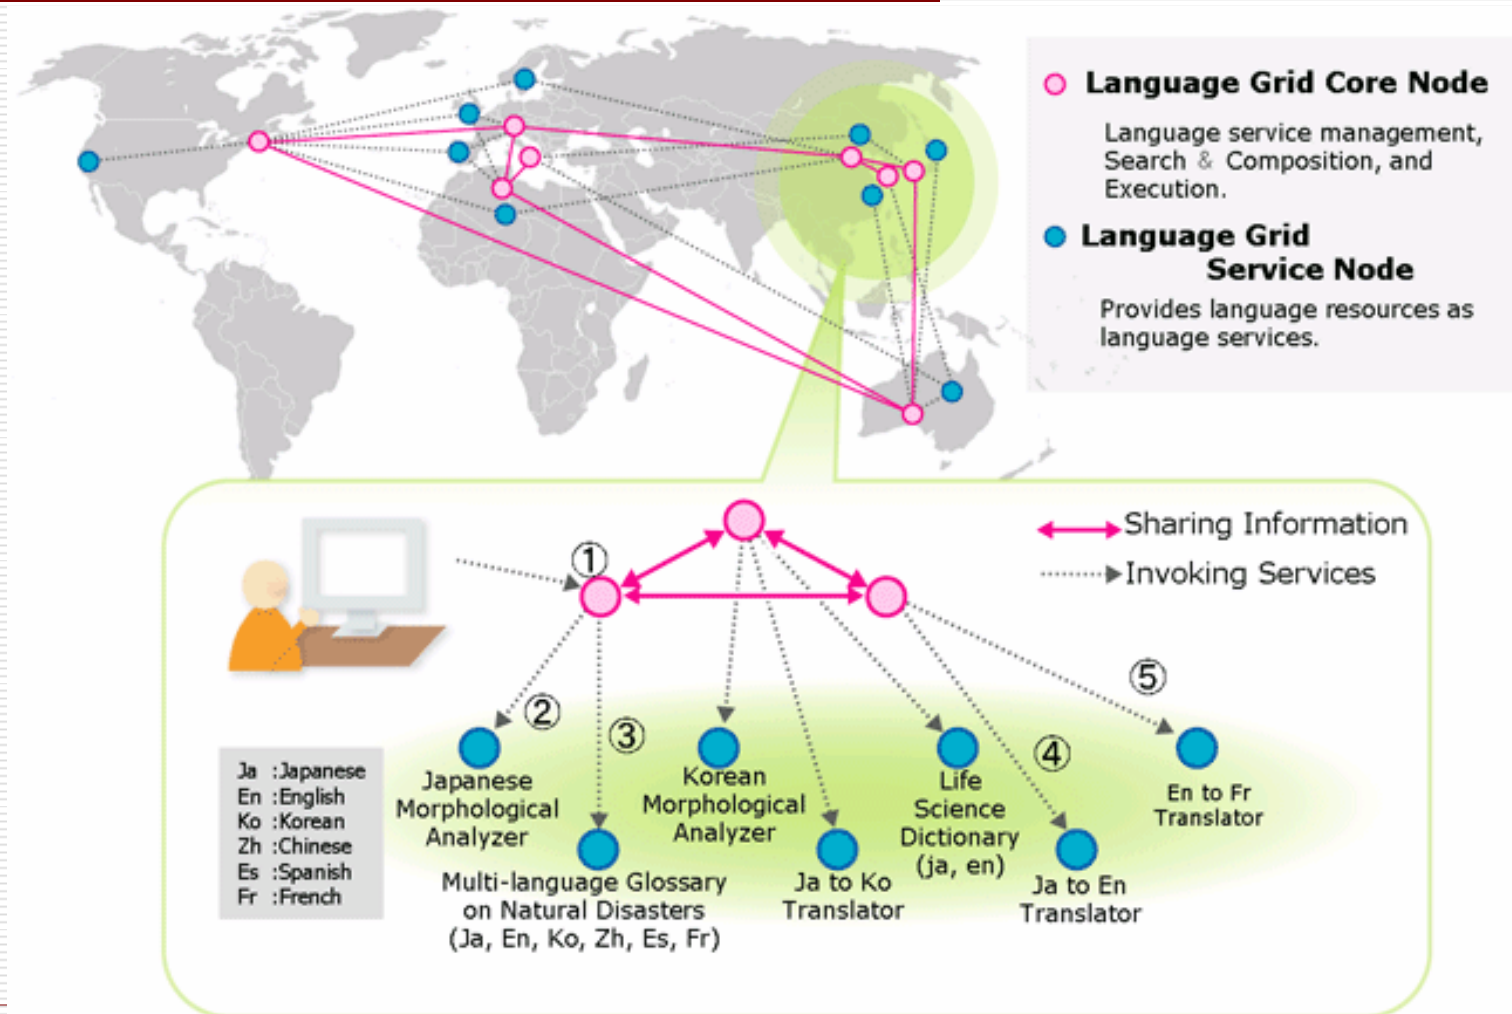 Language Grid Core Node
Language service management,
Search & Composition, and
Execution.
Language Grid
Service Node
Provides language resources as
language services.
Sharing Information
Invoking Services
①
②
③
④
⑤
Ja :Japanese
En :English
Ko :Korean
Zh :Chinese
Es :Spanish
Fr :French
Japanese
Morphological
Analyzer
Multi-language Glossary
on Natural Disasters
(Ja, En, Ko, Zh, Es, Fr)
Korean
Morphological
Analyzer
Ja to Ko
Translator
Life
Science
Dictionary
(ja, en)
Ja to En
Translator
En to Fr
Translator